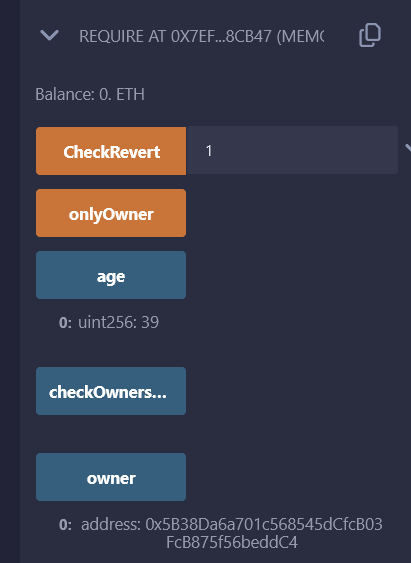 REQUIRE AT 0X7EF...8CB47 (MEMO
Balance: 0. ETH
CheckRevert 1
onlyOwner
age
0: uint256: 39
checkOwners...
owner
0: address: 0x5B38Da6a701c568545dCfcB03
FcB875f56beddC4